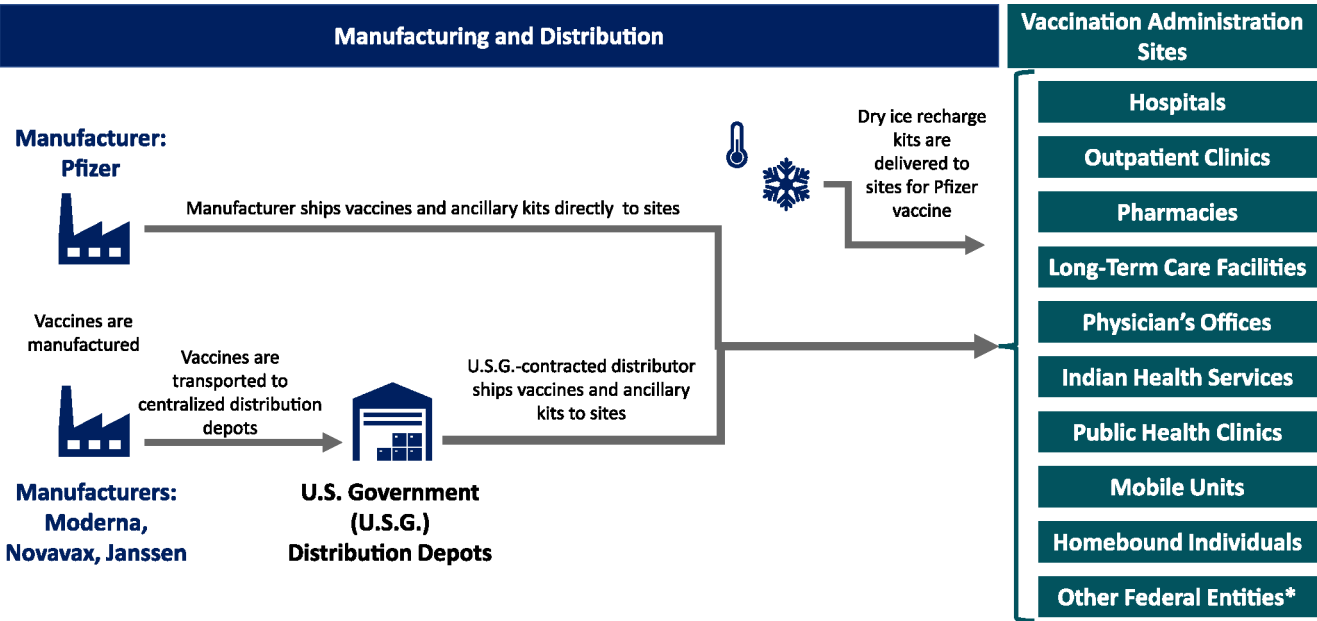 Manufacturing and Distribution
Vaccination Administration
Sites
Manufacturer:
Pfizer
Manufacturer ships vaccines and ancillary kits directly to sites
Dry ice recharge
kits are
delivered to
sites for Pfizer
vaccine
Vaccines are
manufactured
Vaccines are
transported to
centralized distribution
depots
U.S.G.-contracted distributor
ships vaccines and ancillary
kits to sites
Manufacturers:
Moderna,
Novavax, Janssen
U.S. Government
(U.S.G.)
Distribution Depots
Hospitals
Outpatient Clinics
Pharmacies
Long-Term Care Facilities
Physician’s Offices
Indian Health Services
Public Health Clinics
Mobile Units
Homebound Individuals
Other Federal Entities*